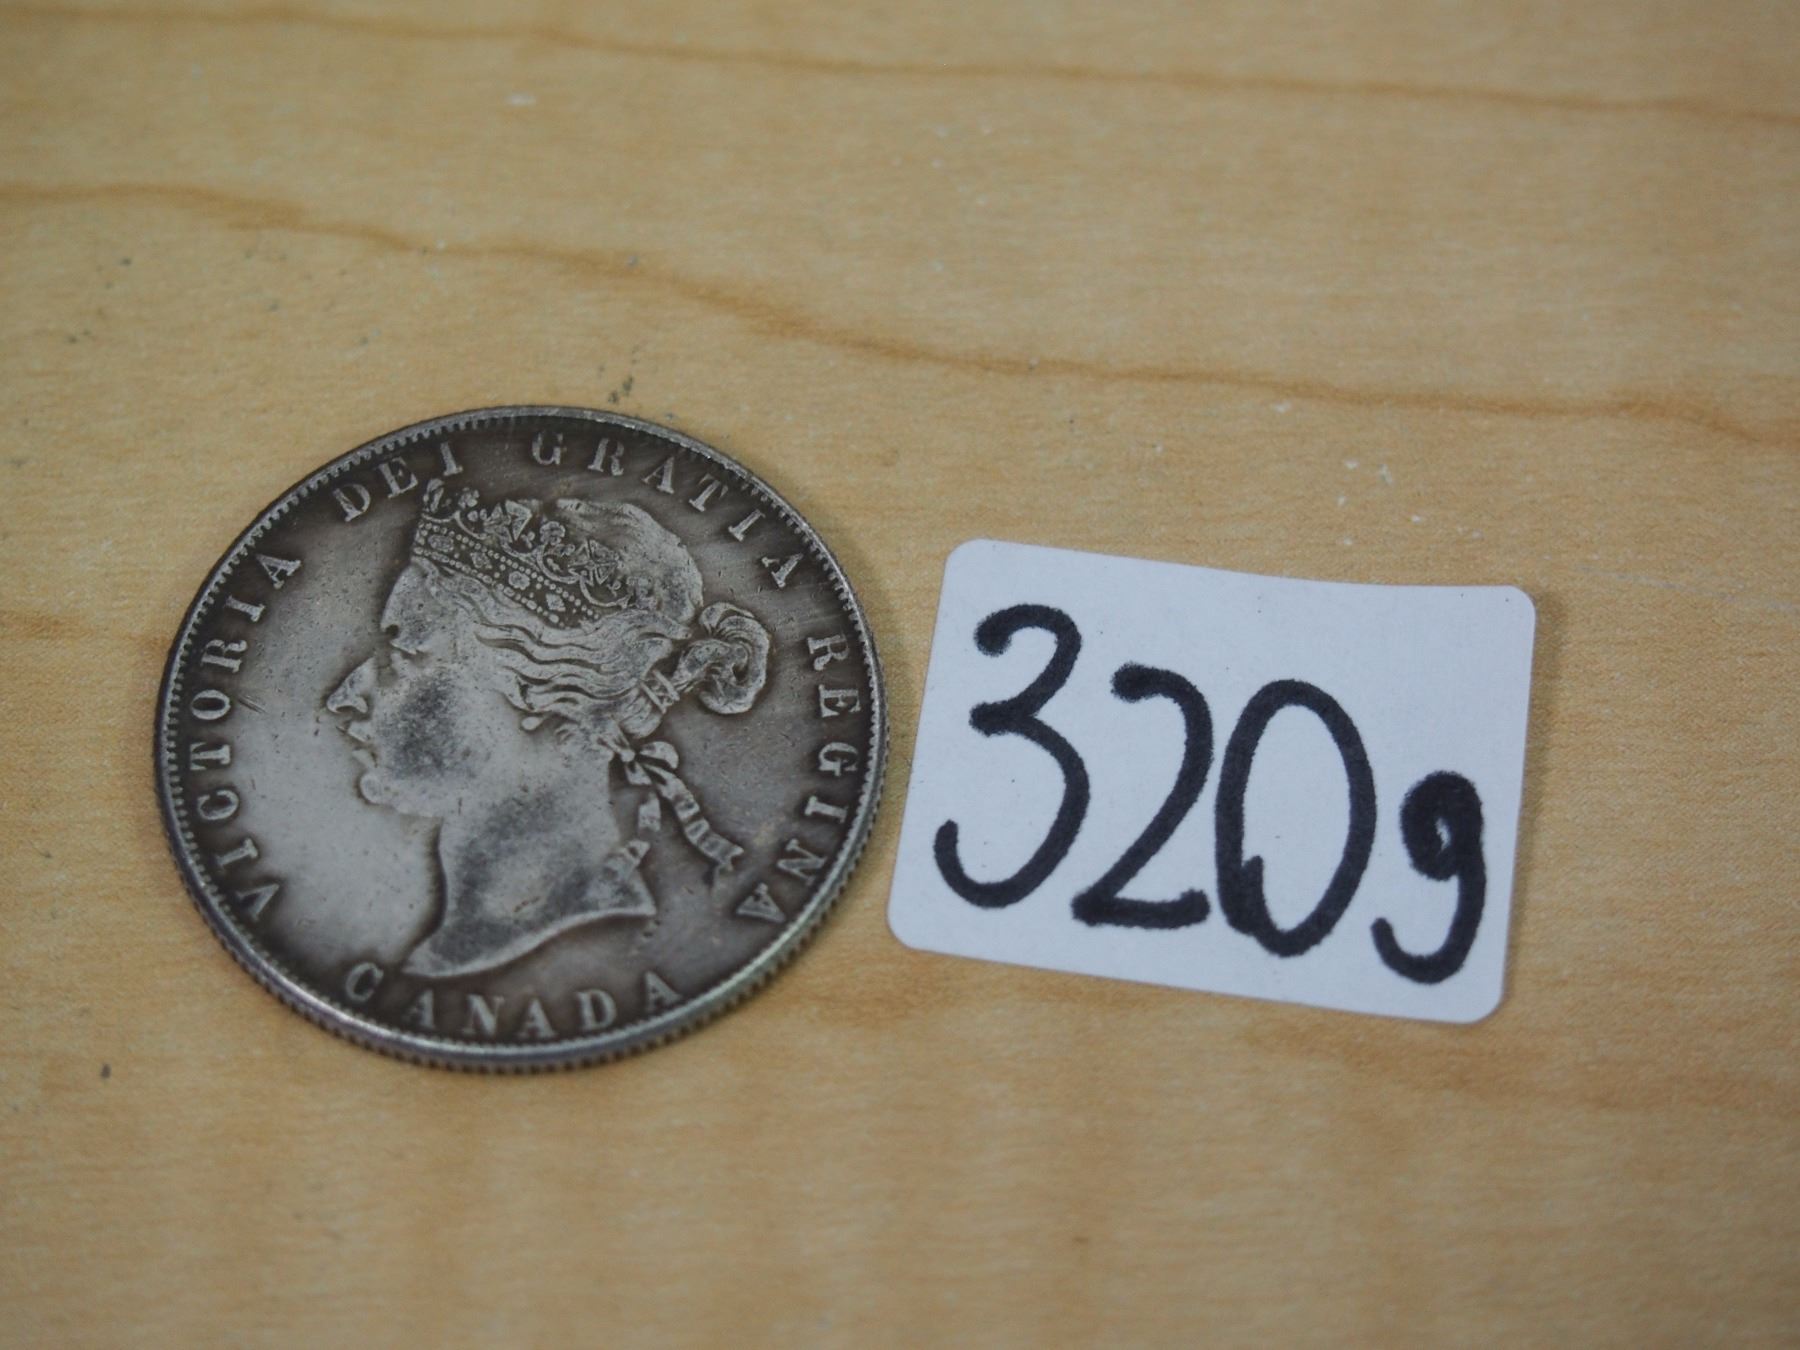 VICTORIA DEI GRATIA REGINA
CANADA
320g